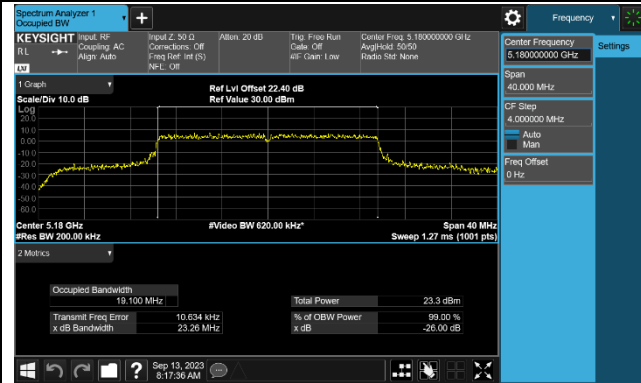 Spectrum Analyzer 1
Occupied BW
Frequency
KEYSIGHT
RL
LXI
Input: RF
Coupling: AC
Align: Auto
Input Z: 50 Ω
Corrections: Off
Freq Ref: Int (S)
NFE: Off
Atten: 20 dB
Trig: Free Run
Gate: Off
#IF Gain: Low
Center Freq: 5.180000000 GHz
Avg|Hold: 50/50
Radio Std: None
Center Frequency
5.180000000 GHz
Settings
Span
40.000 MHz
CF Step
4.000000 MHz
Auto
Man
Freq Offset
0 Hz
1 Graph
Scale/Div 10.0 dB
Ref Lvl Offset 22.40 dB
Ref Value 30.00 dBm
Log
20.0
10.0
0.00
-10.0
-20.0
-30.0
-40.0
-50.0
-60.0
Center 5.18 GHz
#Res BW 200.00 kHz
#Video BW 620.00 kHz*
Span 40 MHz
Sweep 1.27 ms (1001 pts)
2 Metrics
Occupied Bandwidth
19.100 MHz
Transmit Freq Error 10.634 kHz
x dB Bandwidth 23.26 MHz
Total Power 23.3 dBm
% of OBW Power 99.00 %
x dB -26.00 dB
Sep 13, 2023
8:17:36 AM